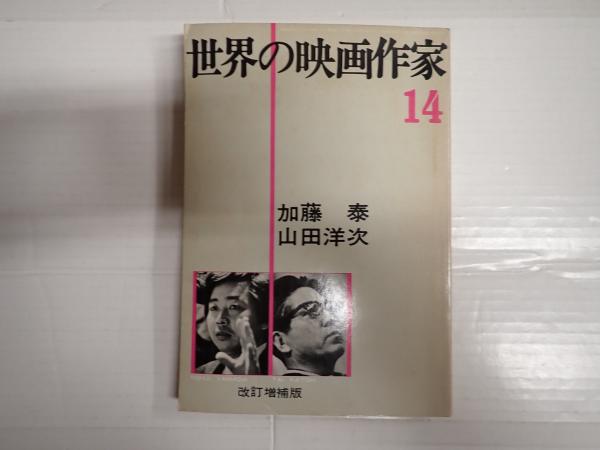 世界の映画作家
14
加藤 泰
山田洋次
改訂増補版